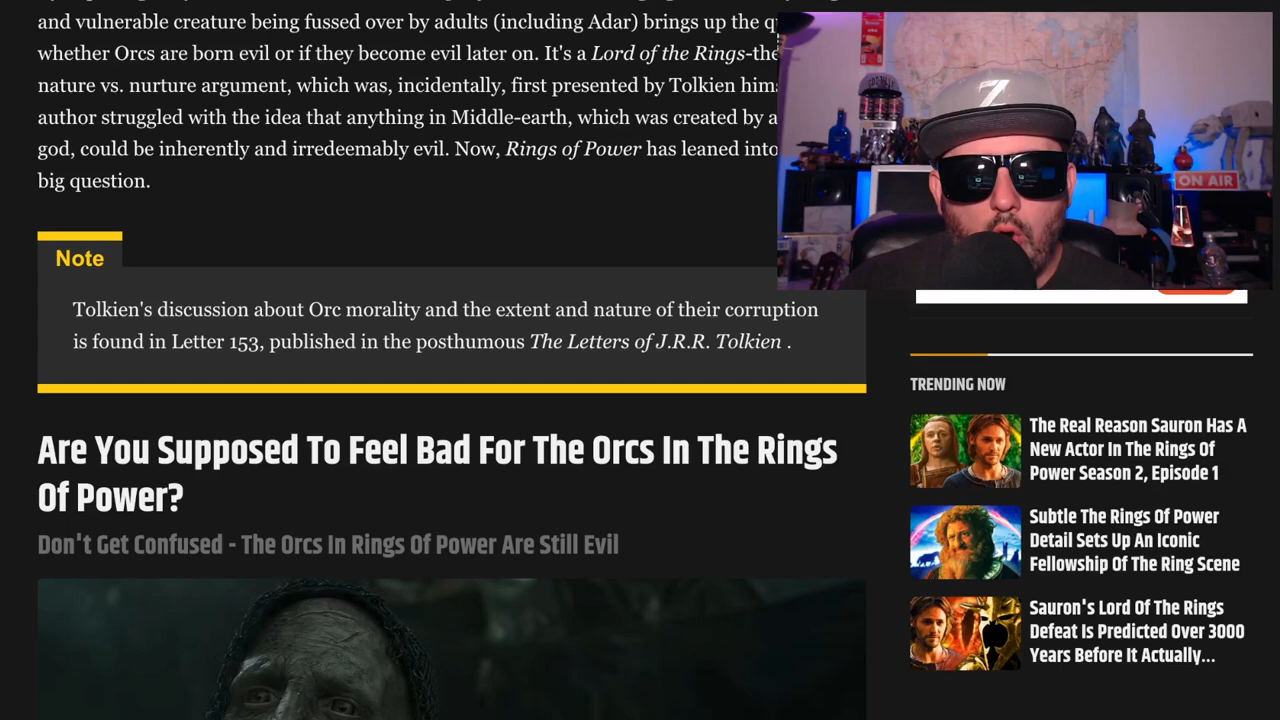 and vulnerable creature being fussed over by adults (including Adar) brings up the q
whether Orcs are born evil or if they become evil later on. It's a Lord of the Rings-the
nature vs. nurture argument, which was, incidentally, first presented by Tolkien hims
author struggled with the idea that anything in Middle-earth, which was created by a
god, could be inherently and irredeemably evil. Now, Rings of Power has leaned into
big question.
Note
Tolkien's discussion about Orc morality and the extent and nature of their corruption
is found in Letter 153, published in the posthumous The Letters of J.R.R. Tolkien .
Are You Supposed To Feel Bad For The Orcs In The Rings
Of Power?
Don't Get Confused - The Orcs In Rings Of Power Are Still Evil
ON AIR
TRENDING NOW
The Real Reason Sauron Has A
New Actor In The Rings Of
Power Season 2, Episode 1
Subtle The Rings Of Power
Detail Sets Up An Iconic
Fellowship Of The Ring Scene
Sauron's Lord Of The Rings
Defeat Is Predicted Over 3000
Years Before It Actually...